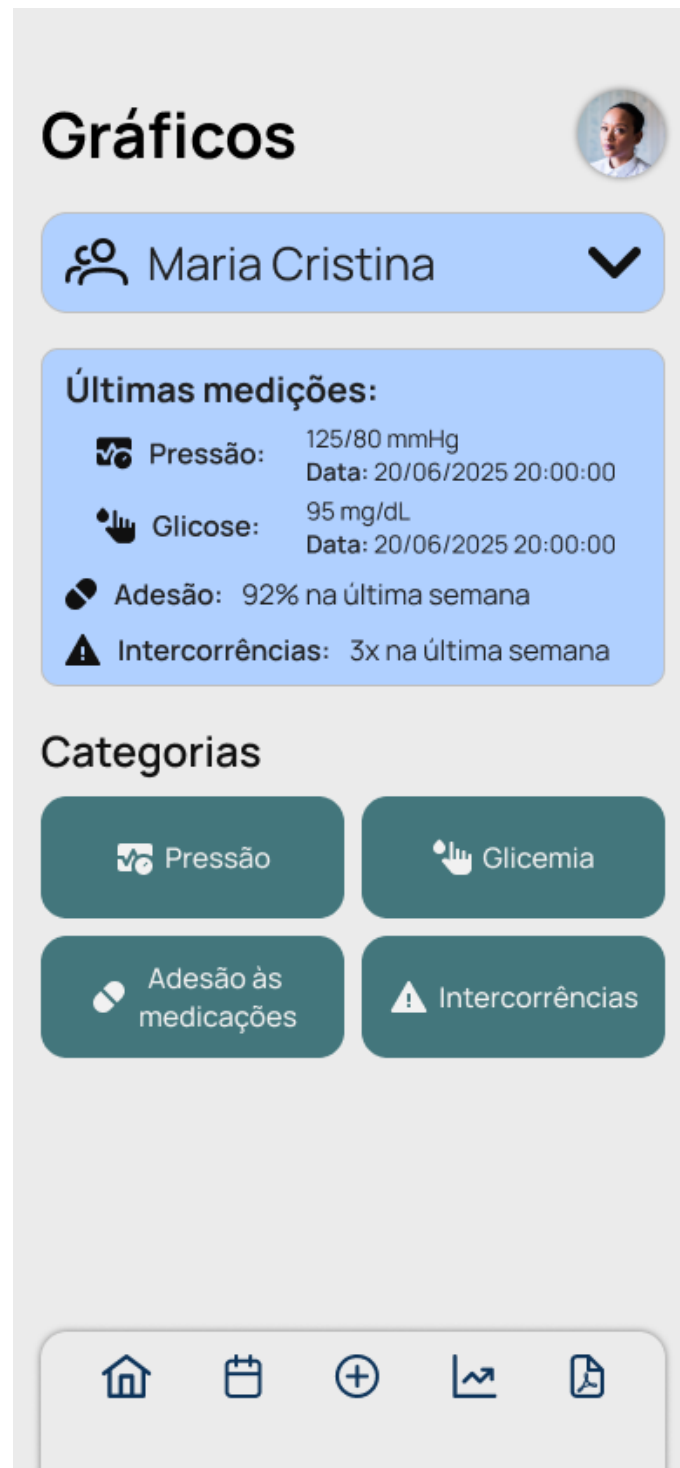 Gráficos
Maria Cristina
Últimas medições:
Pressão: 125/80 mmHg
Data: 20/06/2025 20:00:00
Glicose: 95 mg/dL
Data: 20/06/2025 20:00:00
Adesão: 92% na última semana
Intercorrências: 3x na última semana
Categorias
Pressão
Glicemia
Adesão às
medicações
Intercorrências